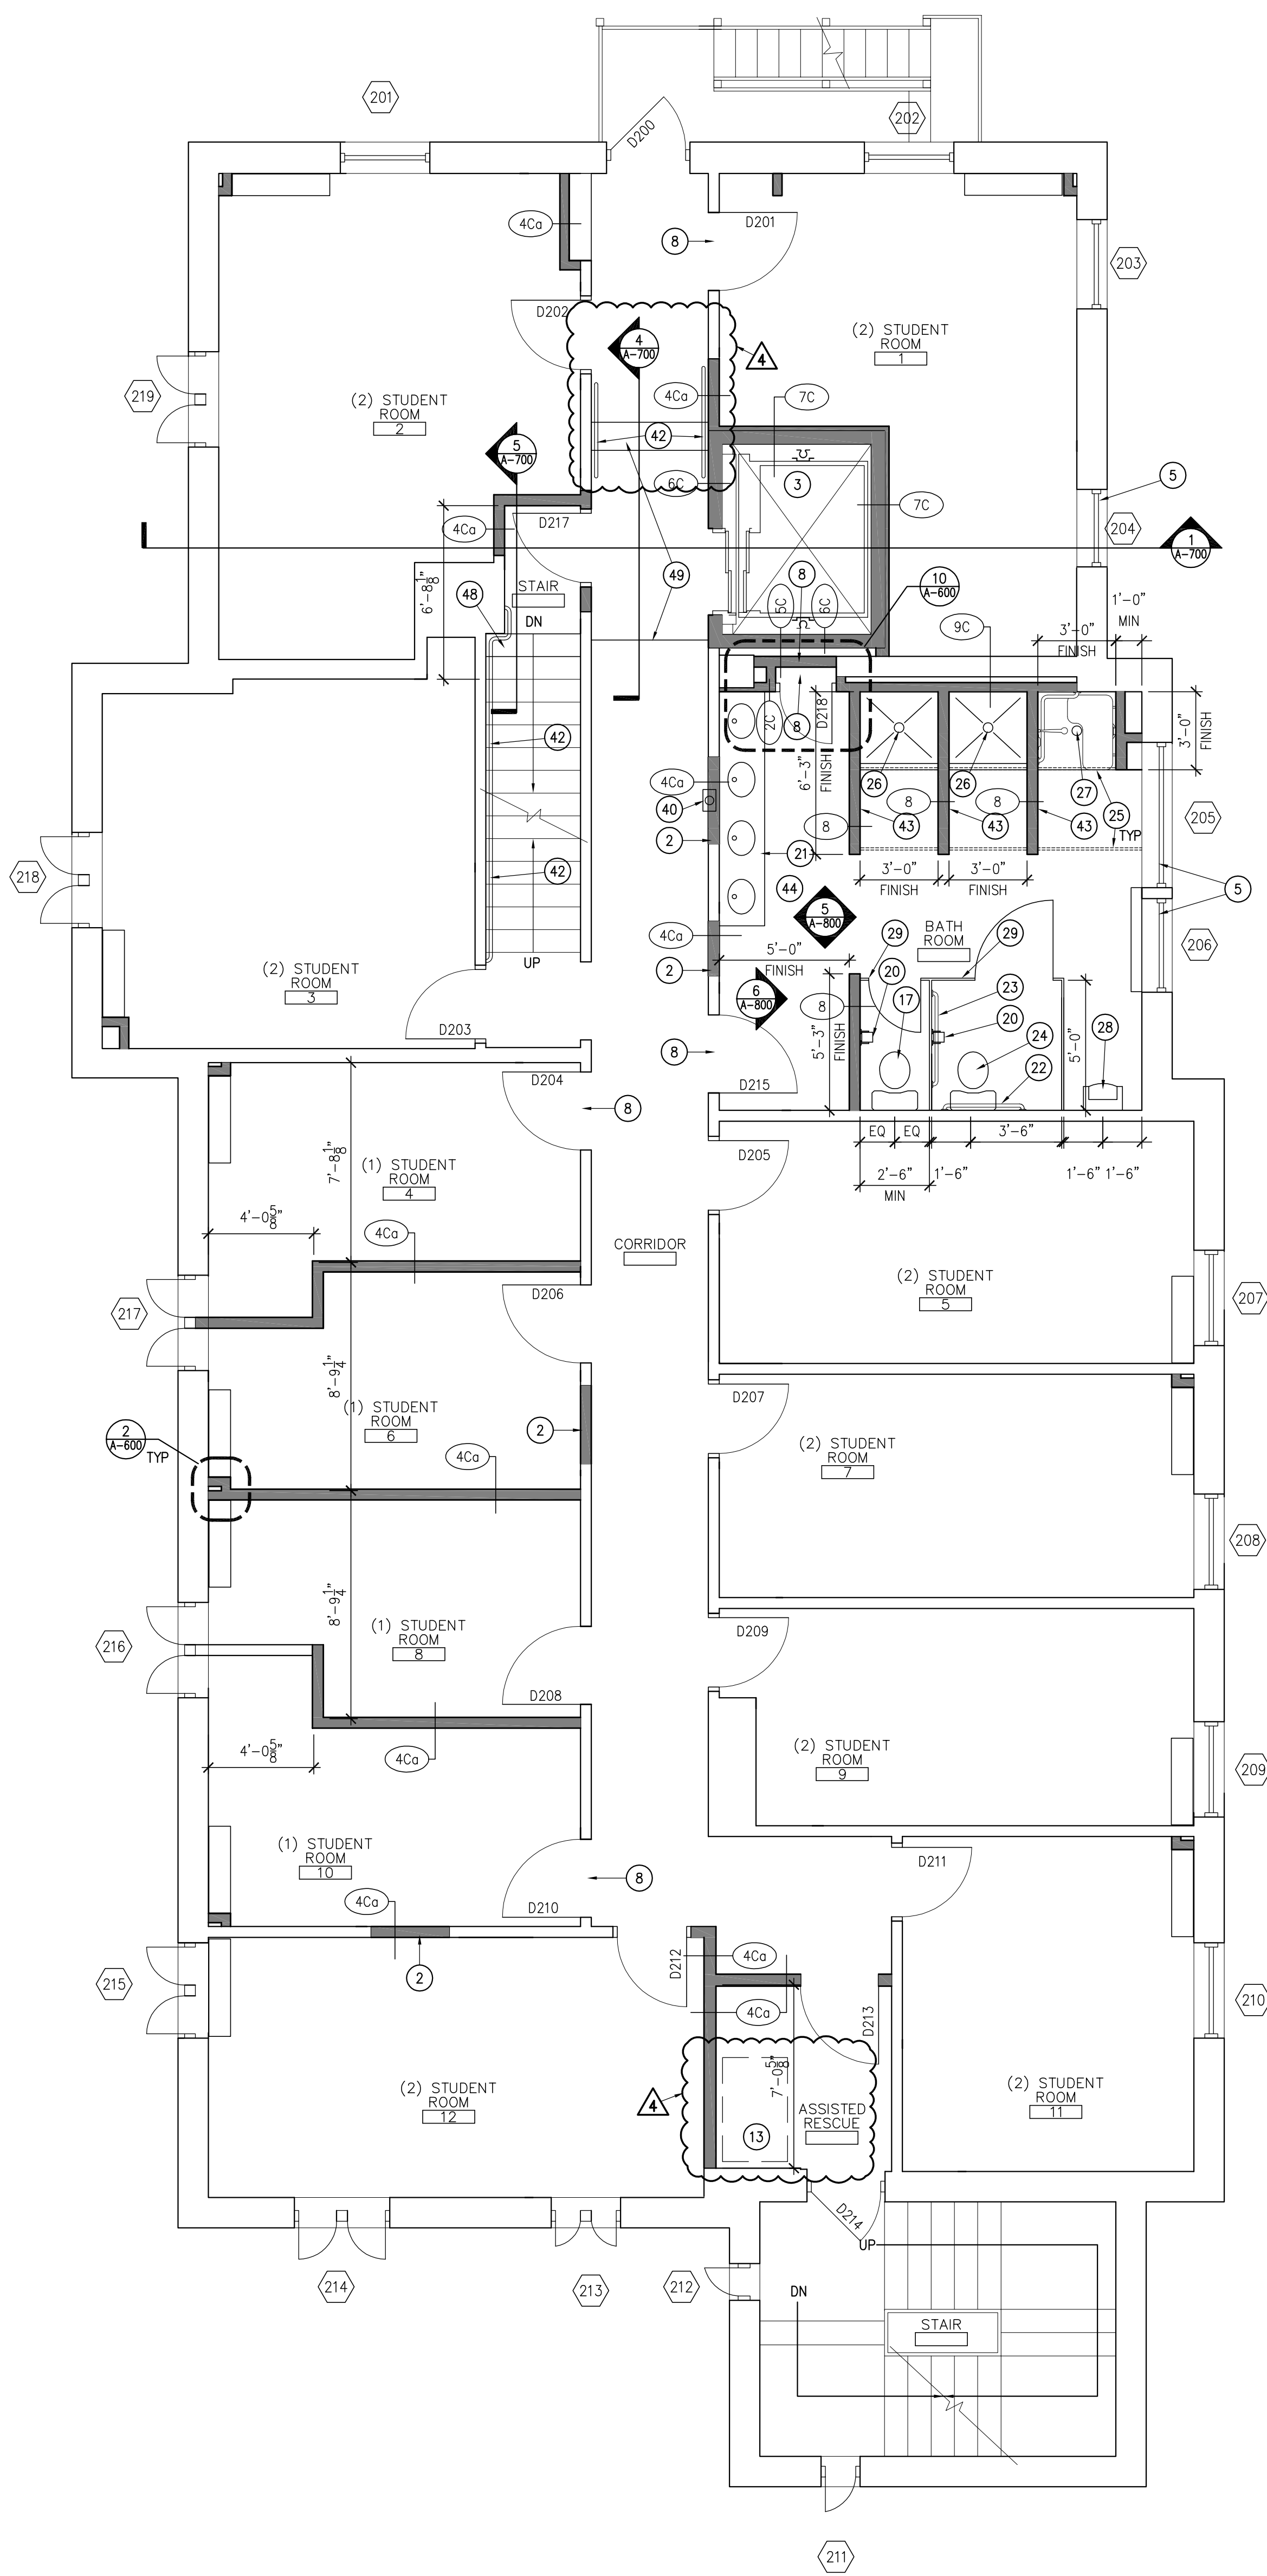 201
202
D200
4Ca
8
D201
203
D202
4
A-700
4
(2) STUDENT
ROOM
1
219
(2) STUDENT
ROOM
2
4Ca
7C
5
A-700
42
6C
3
5
4Ca
D217
7C
204
1
A-700
6'-8 1/8"
48
STAIR
DN
49
8
5C
6C
10
A-600
9C
1'-0"
MIN
3'-0"
FINISH
42
2C
8
D218
6'-3"
FINISH
3'-0"
FINISH
4Ca
40
26
26
27
8
8
25
205
2
8
43
43
43
TYP
21
218
42
44
3'-0"
FINISH
3'-0"
FINISH
5
5
A-800
4Ca
29
BATH
ROOM
29
206
5'-0"
FINISH
UP
(2) STUDENT
ROOM
3
2
20
6
A-800
8
17
23
20
D203
8
5'-3"
FINISH
24
28
5'-0"
22
D204
D215
8
EQ
EQ
3'-6"
D205
7'-8 1/8"
(1) STUDENT
ROOM
4
2'-6"
MIN
1'-6"
1'-6"
1'-6"
4'-0 5/8"
4Ca
CORRIDOR
(2) STUDENT
ROOM
5
217
D206
207
8'-9 1/4"
(1) STUDENT
ROOM
6
D207
2
A-600
TYP
2
4Ca
(2) STUDENT
ROOM
7
208
8'-9 1/4"
(1) STUDENT
ROOM
8
D209
216
D208
4'-0 5/8"
4Ca
(2) STUDENT
ROOM
9
209
(1) STUDENT
ROOM
10
D211
8
4Ca
D210
215
2
D212
4Ca
210
4Ca
D213
7'-0 5/8"
(2) STUDENT
ROOM
12
4
ASSISTED
RESCUE
13
(2) STUDENT
ROOM
11
D214
UP
214
213
212
DN
STAIR
211